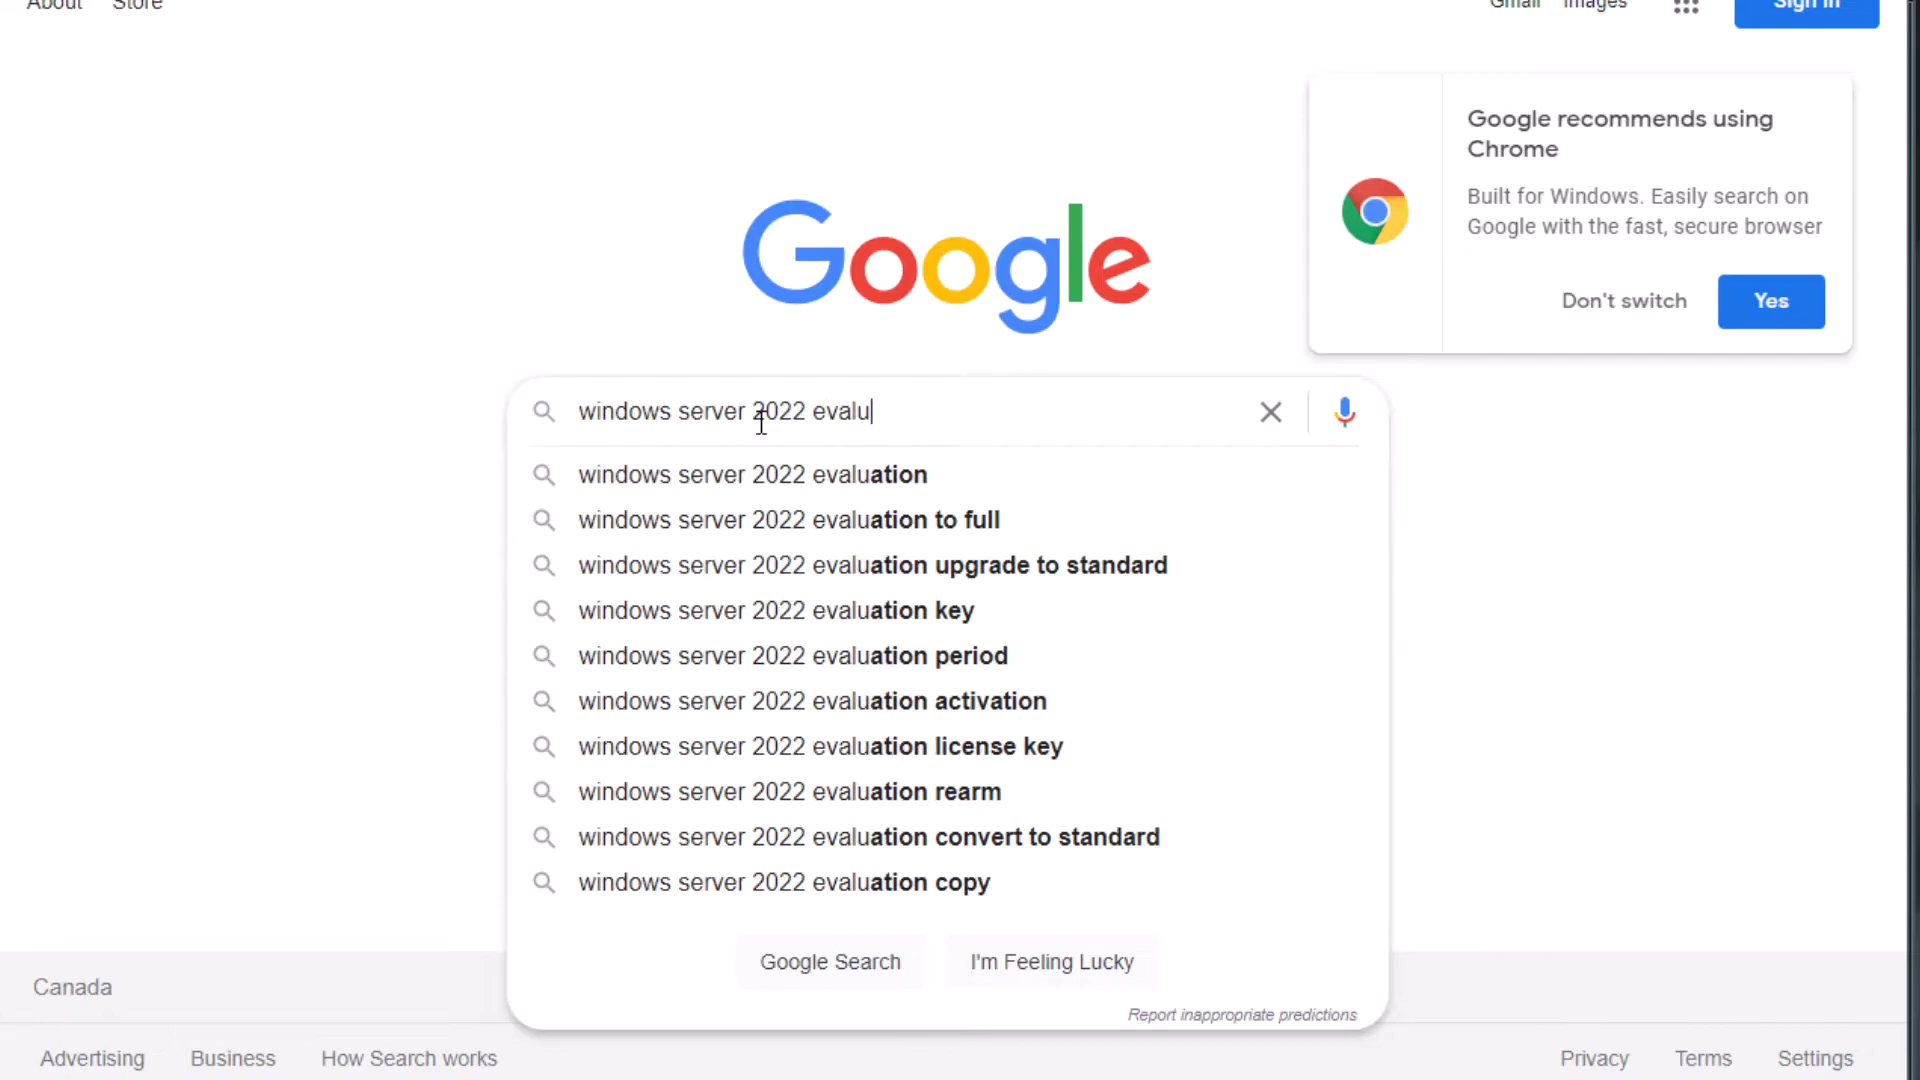 About Store Gmail Images Sign in
Google recommends using
Chrome
Built for Windows. Easily search on
Google with the fast, secure browser
Don't switch Yes
Google
windows server 2022 evalu
windows server 2022 evaluation
windows server 2022 evaluation to full
windows server 2022 evaluation upgrade to standard
windows server 2022 evaluation key
windows server 2022 evaluation period
windows server 2022 evaluation activation
windows server 2022 evaluation license key
windows server 2022 evaluation rearm
windows server 2022 evaluation convert to standard
windows server 2022 evaluation copy
Google Search I'm Feeling Lucky
Report inappropriate predictions
Canada
Advertising Business How Search works Privacy Terms Settings